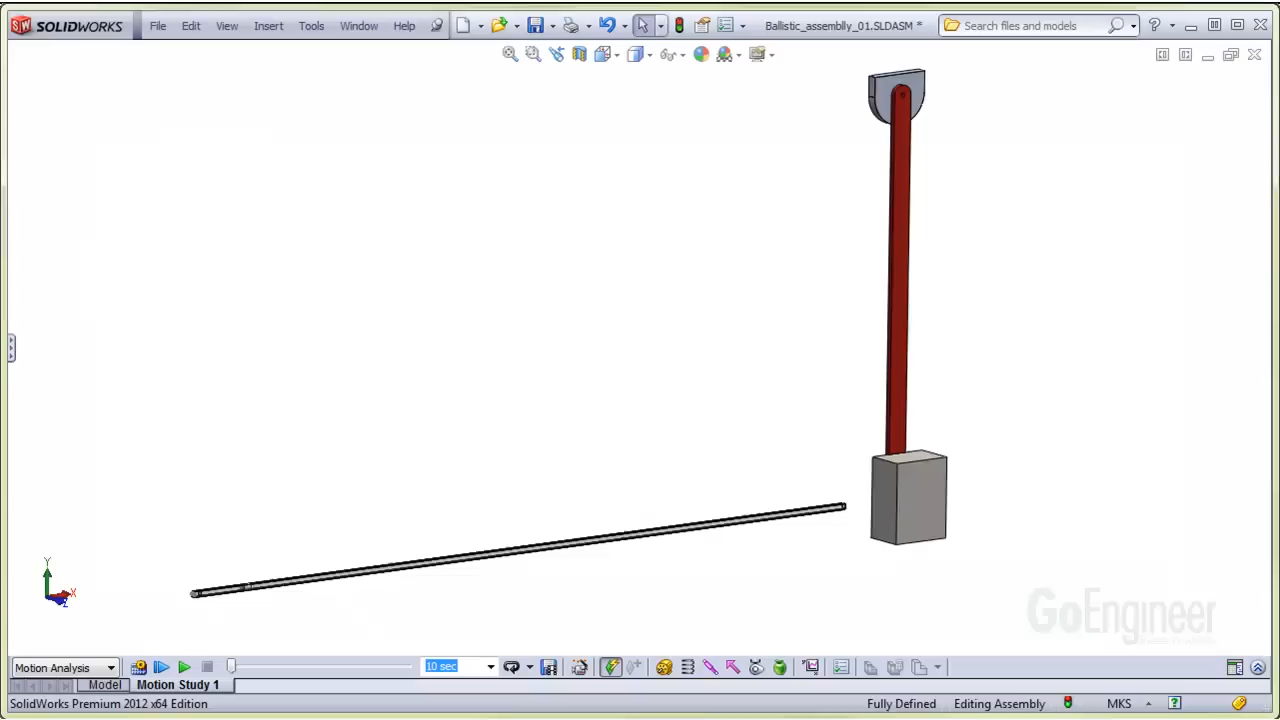 SW SOLIDWORKS File Edit View Insert Tools Window Help Ballistic_assemblly_01.SLDASM * Search files and models ?
Y
X
Z
GoEngineer
Motion Analysis 10 sec
Model Motion Study 1
SolidWorks Premium 2012 x64 Edition Fully Defined Editing Assembly MKS ?